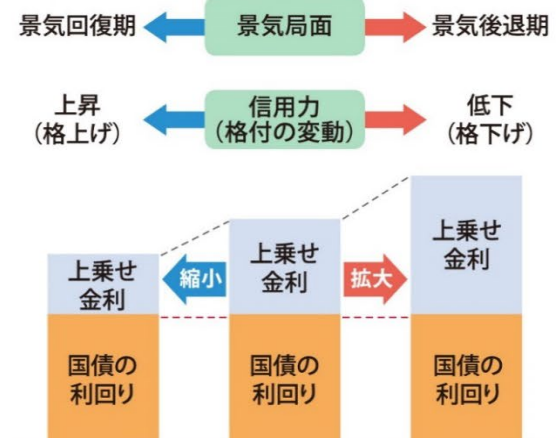 景気回復期
景気局面
景気後退期
上昇
(格上げ)
信用力
(格付の変動)
低下
(格下げ)
上乗せ
金利
縮小
上乗せ
金利
拡大
上乗せ
金利
国債の
利回り
国債の
利回り
国債の
利回り